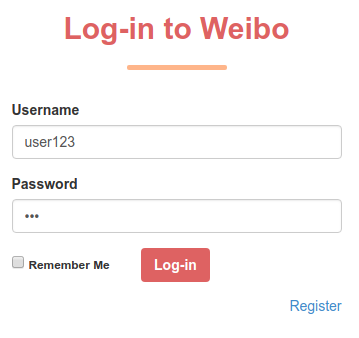 Log-in to Weibo
Username
user123
Password
•••
Remember Me
Log-in
Register